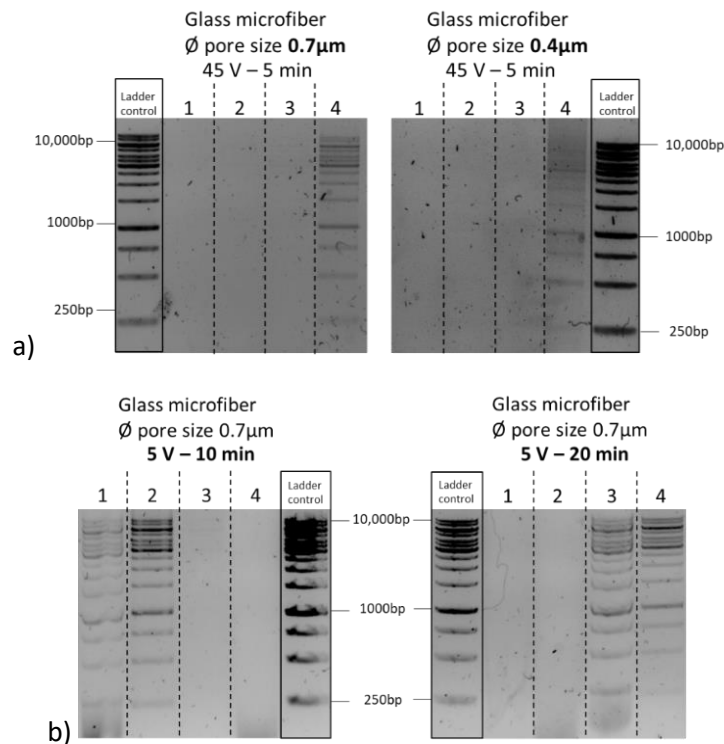 Glass microfiber
Ø pore size 0.7µm
45 V – 5 min
Glass microfiber
Ø pore size 0.4µm
45 V – 5 min
Ladder
control
1 2 3 4
1 2 3 4
Ladder
control
10,000bp
1000bp
250bp
10,000bp
1000bp
250bp
a)
Glass microfiber
Ø pore size 0.7µm
5 V – 10 min
Glass microfiber
Ø pore size 0.7µm
5 V – 20 min
1 2 3 4
Ladder
control
Ladder
control
1 2 3 4
10,000bp
1000bp
250bp
b)